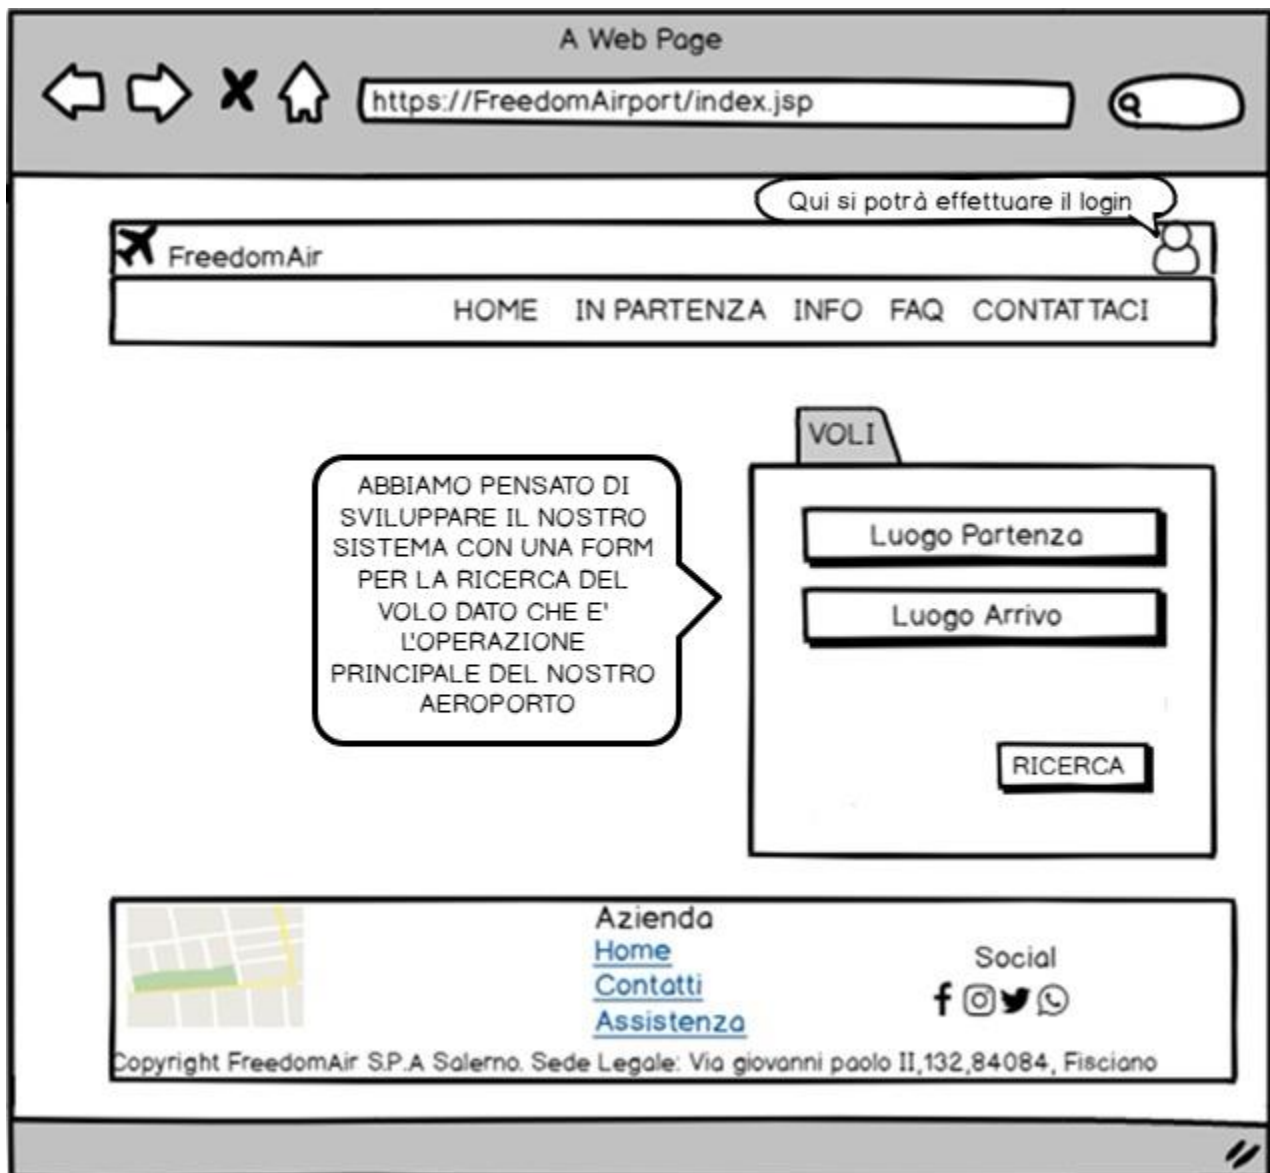 A Web Page
https://FreedomAirport/index.jsp
Qui si potrà effettuare il login
FreedomAir
HOME IN PARTENZA INFO FAQ CONTATTACI
VOLI
ABBIAMO PENSATO DI
SVILUPPARE IL NOSTRO
SISTEMA CON UNA FORM
PER LA RICERCA DEL
VOLO DATO CHE E'
L'OPERAZIONE
PRINCIPALE DEL NOSTRO
AEROPORTO
Luogo Partenza
Luogo Arrivo
RICERCA
Azienda
Home
Contatti
Assistenza
Social
Copyright FreedomAir S.P.A Salerno. Sede Legale: Via giovanni paolo II,132,84084, Fisciano